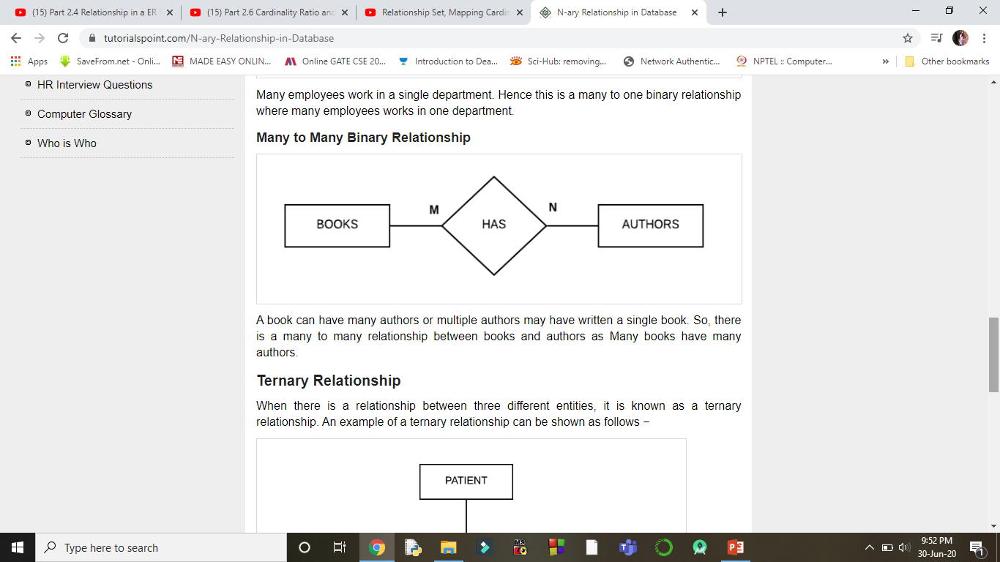 (15) Part 2.4 Relationship in a ER
(15) Part 2.6 Cardinality Ratio and
Relationship Set, Mapping Cardin
N-ary Relationship in Database
tutorialspoint.com/N-ary-Relationship-in-Database
Apps
SaveFrom.net - Onli...
MADE EASY ONLIN...
Online GATE CSE 20...
Introduction to Dea...
Sci-Hub: removing...
Network Authentic...
NPTEL :: Computer...
»
Other bookmarks
HR Interview Questions
Computer Glossary
Who is Who
Many employees work in a single department. Hence this is a many to one binary relationship
where many employees works in one department.
Many to Many Binary Relationship
BOOKS
M
HAS
N
AUTHORS
A book can have many authors or multiple authors may have written a single book. So, there
is a many to many relationship between books and authors as Many books have many
authors.
Ternary Relationship
When there is a relationship between three different entities, it is known as a ternary
relationship. An example of a ternary relationship can be shown as follows −
PATIENT
Type here to search
9:52 PM
30-Jun-20
1